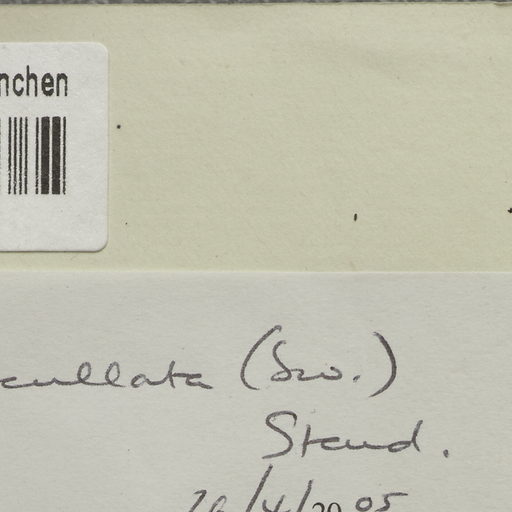 nchen
cullata (Sw.)
Steud.
26/4/2005